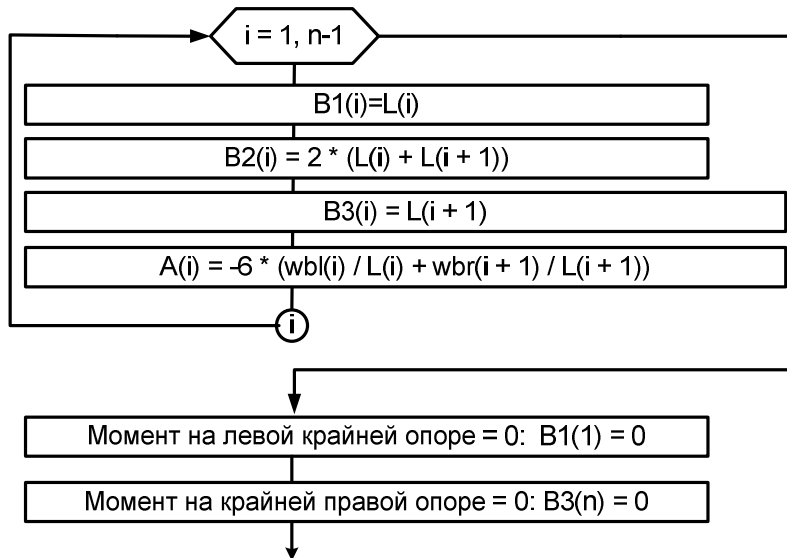 i = 1, n-1
B1(i)=L(i)
B2(i) = 2 * (L(i) + L(i + 1))
B3(i) = L(i + 1)
A(i) = -6 * (wbl(i) / L(i) + wbr(i + 1) / L(i + 1))
i
Момент на левой крайней опоре = 0: B1(1) = 0
Момент на крайней правой опоре = 0: B3(n) = 0